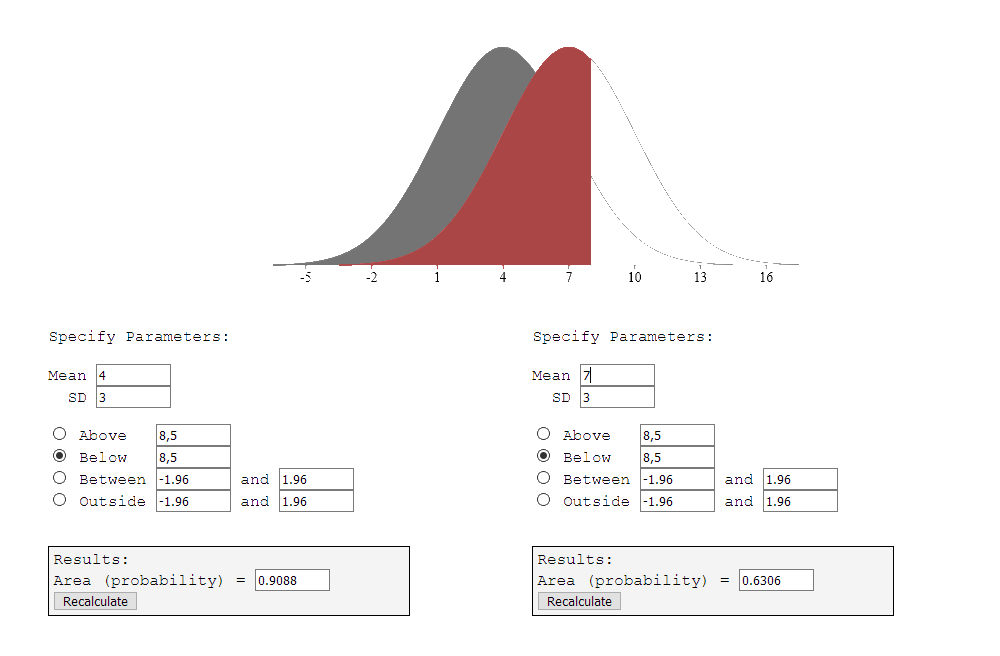 -5 -2 1 4 7 10 13 16
Specify Parameters:
Mean 4
SD 3
Above 8,5
Below 8,5
Between -1.96 and 1.96
Outside -1.96 and 1.96
Results:
Area (probability) = 0.9088
Recalculate
Specify Parameters:
Mean 7
SD 3
Above 8,5
Below 8,5
Between -1.96 and 1.96
Outside -1.96 and 1.96
Results:
Area (probability) = 0.6306
Recalculate